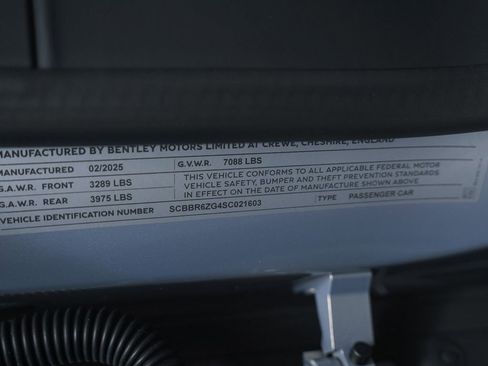 MANUFACTURED BY BENTLEY MOTORS LIMITED AT CREWE, CHESHIRE, ENGLAND
MANUFACTURED 02/2025 G.V.W.R. 7088 LBS
G.A.W.R. FRONT 3289 LBS
G.A.W.R. REAR 3975 LBS
THIS VEHICLE CONFORMS TO ALL APPLICABLE FEDERAL MOTOR
VEHICLE SAFETY, BUMPER AND THEFT PREVENTION STANDARDS
IN EFFECT ON THE DATE OF MANUFACTURE SHOWN ABOVE
VEHICLE IDENTIFICATION NUMBER SCBBR6ZG4SC021603 TYPE PASSENGER CAR